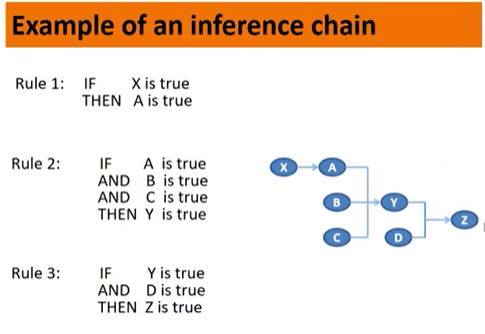 Example of an inference chain
Rule 1: IF X is true
THEN A is true
Rule 2: IF A is true
AND B is true
AND C is true
THEN Y is true
X A
B Y
Z
C D
Rule 3: IF Y is true
AND D is true
THEN Z is true